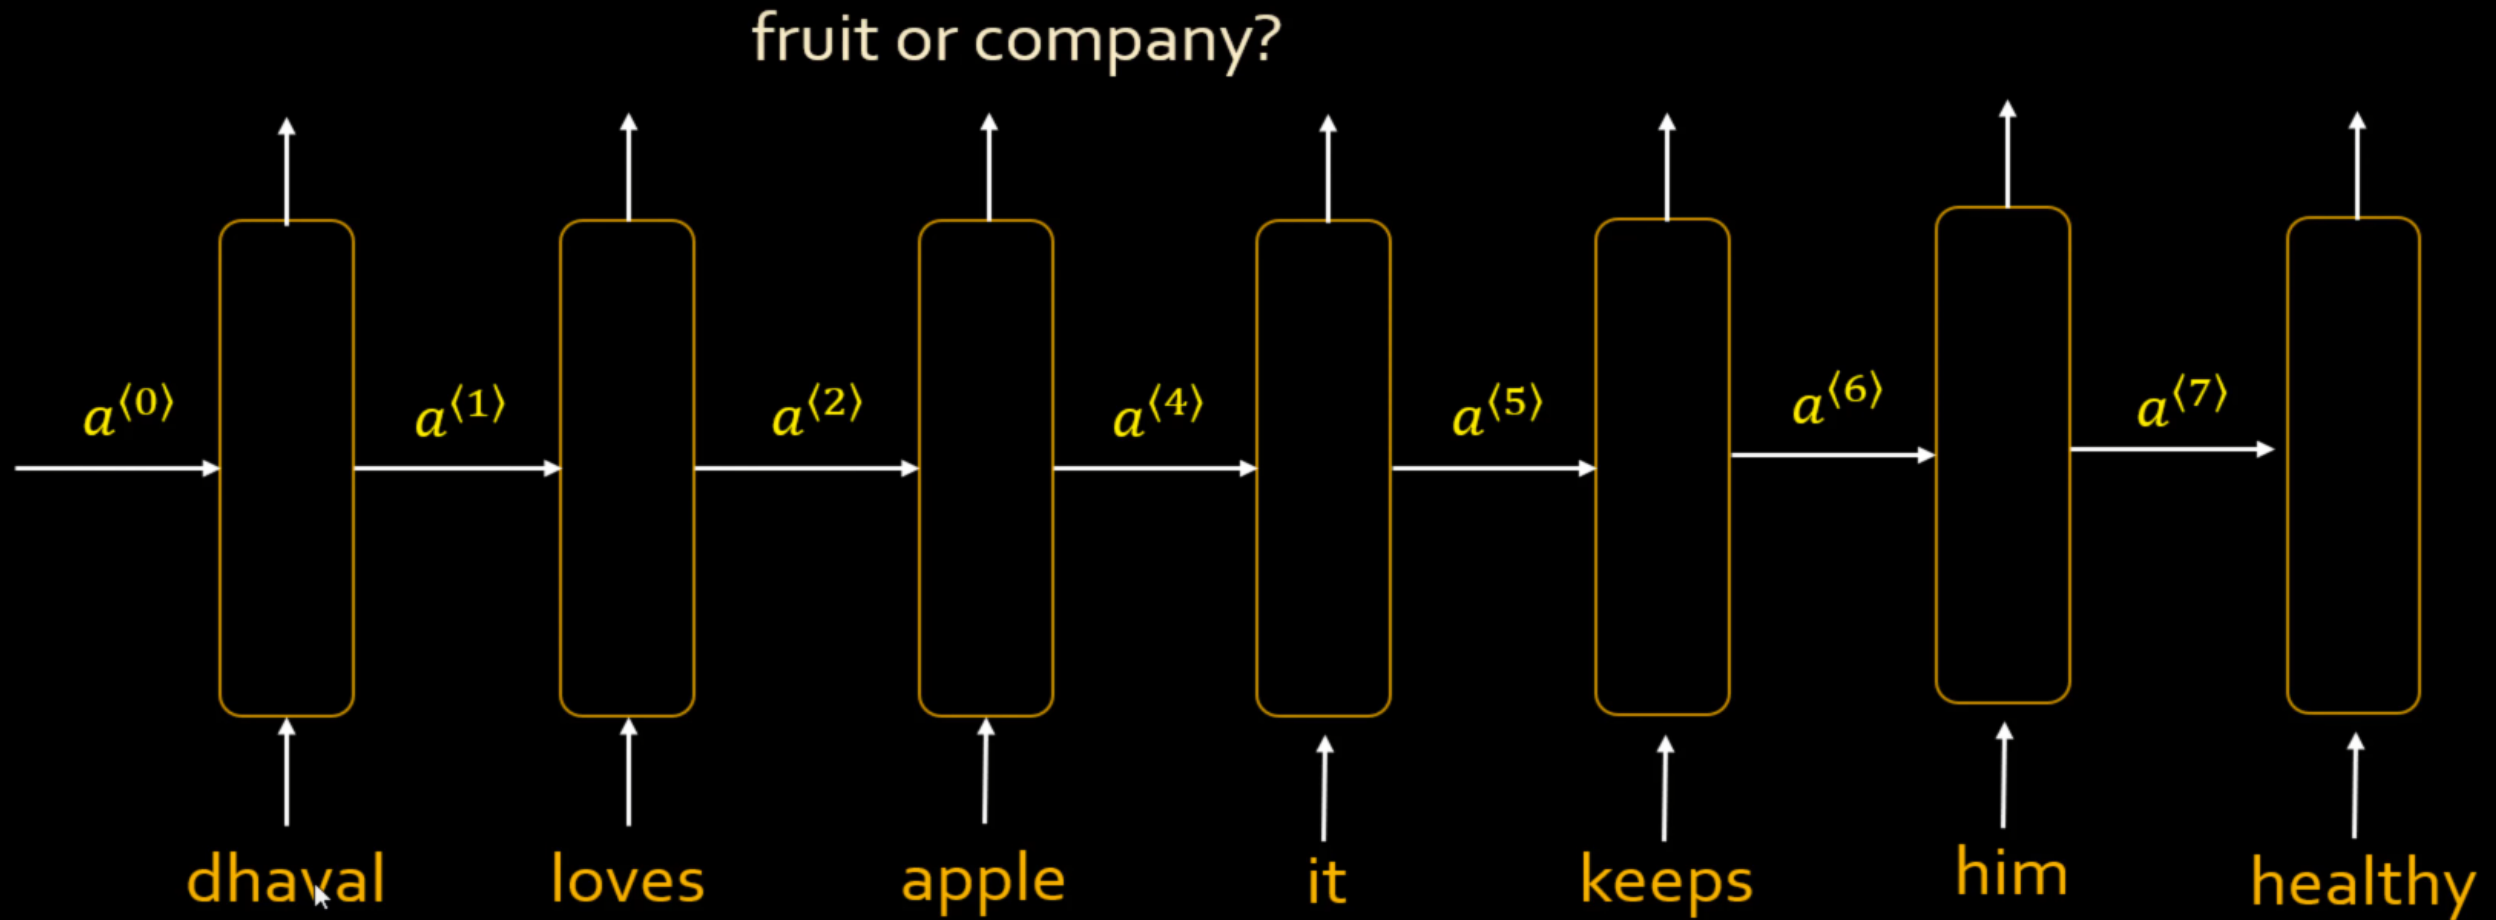 fruit or company?
a⟨0⟩ a⟨1⟩ a⟨2⟩ a⟨4⟩ a⟨5⟩ a⟨6⟩ a⟨7⟩
dhaval loves apple it keeps him healthy